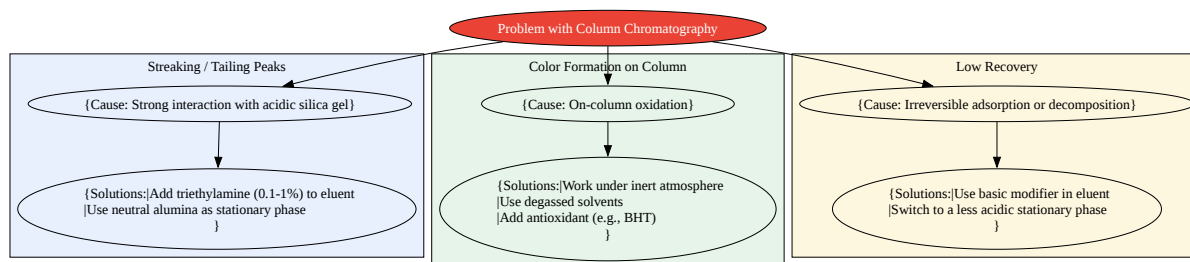 Problem with Column Chromatography
Streaking / Tailing Peaks
{Cause: Strong interaction with acidic silica gel}
{Solutions:|Add triethylamine (0.1-1%) to eluent
|Use neutral alumina as stationary phase
}
Color Formation on Column
{Cause: On-column oxidation}
{Solutions:|Work under inert atmosphere
|Use degassed solvents
|Add antioxidant (e.g., BHT)
}
Low Recovery
{Cause: Irreversible adsorption or decomposition}
{Solutions:|Use basic modifier in eluent
|Switch to a less acidic stationary phase
}